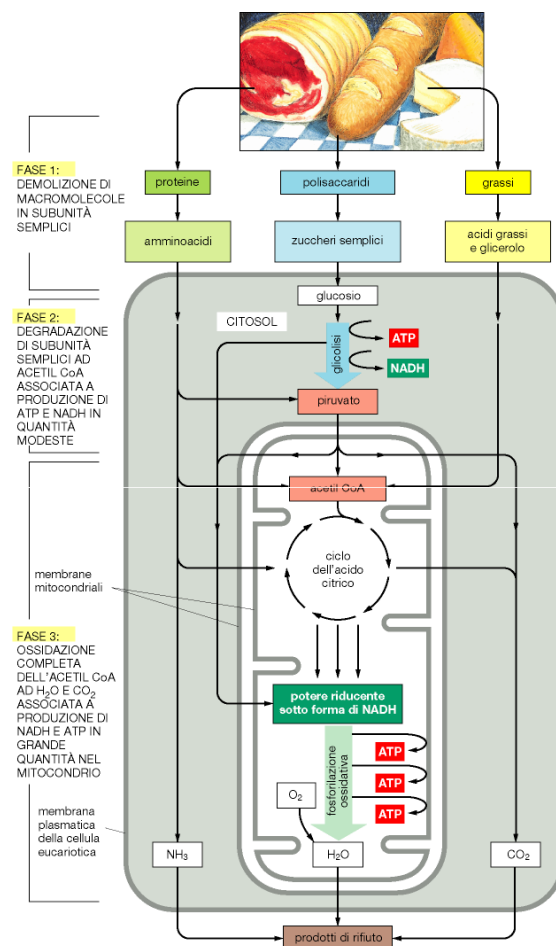 FASE 1:
DEMOLIZIONE DI
MACROMOLECOLE
IN SUBUNITÀ
SEMPLICI
proteine
polisaccaridi
grassi
amminoacidi
zuccheri semplici
acidi grassi
e glicerolo
FASE 2:
DEGRADAZIONE
DI SUBUNITÀ
SEMPLICI AD
ACETIL CoA
ASSOCIATA A
PRODUZIONE DI
ATP E NADH IN
QUANTITÀ
MODESTE
glucosio
CITOSOL
glicolisi
ATP
NADH
piruvato
acetil CoA
ciclo
dell'acido
citrico
membrane
mitocondriali
FASE 3:
OSSIDAZIONE
COMPLETA
DELL'ACETIL CoA
AD H₂O E CO₂
ASSOCIATA A
PRODUZIONE DI
NADH E ATP IN
GRANDE
QUANTITÀ NEL
MITOCONDRIO
potere riducente
sotto forma di NADH
fosforilazione
ossidativa
ATP
ATP
ATP
O₂
membrana
plasmatica
della cellula
eucariotica
NH₃
H₂O
CO₂
prodotti di rifiuto